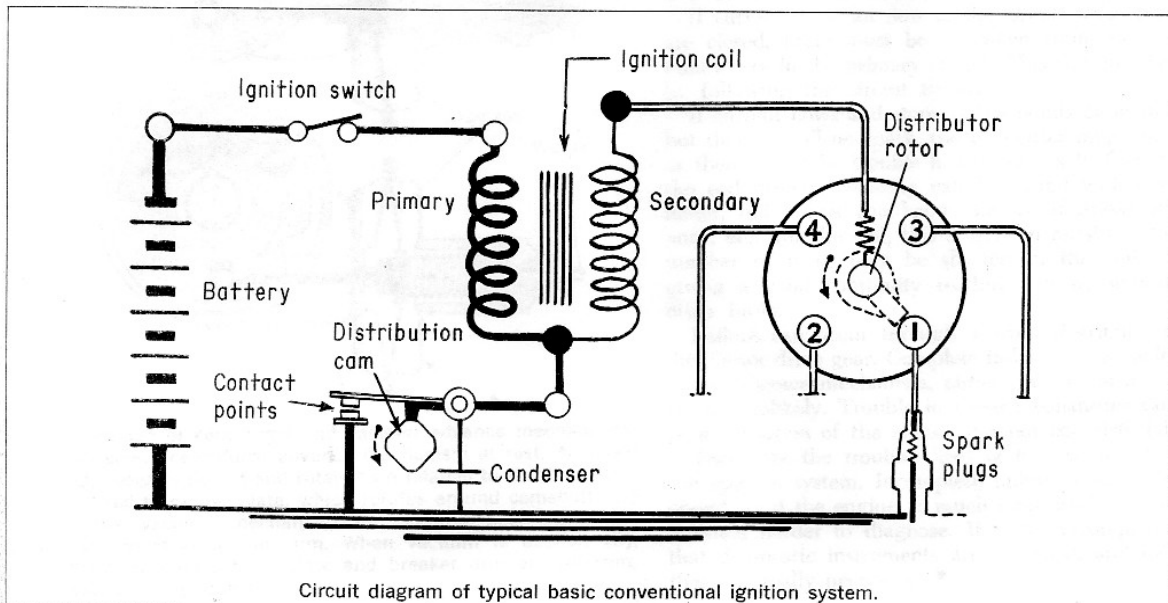 Ignition coil
Ignition switch
Distributor
rotor
Primary
Secondary
4
3
Battery
2
1
Distribution
cam
Contact
points
Condenser
Spark
plugs
Circuit diagram of typical basic conventional ignition system.